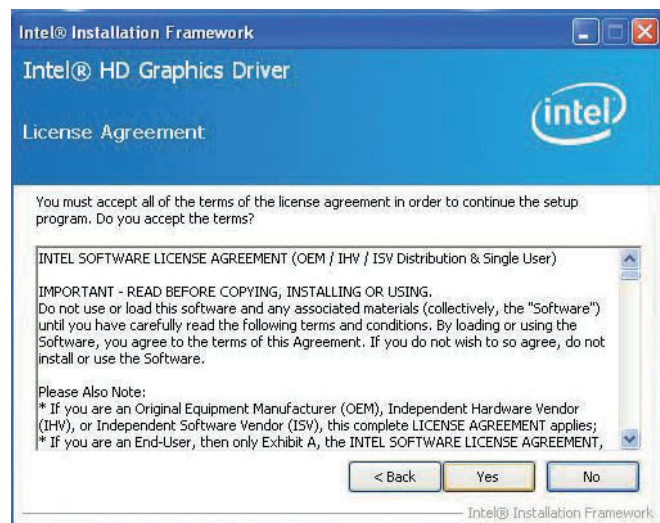 Intel® Installation Framework
Intel® HD Graphics Driver
intel
License Agreement
You must accept all of the terms of the license agreement in order to continue the setup
program. Do you accept the terms?
INTEL SOFTWARE LICENSE AGREEMENT (OEM / IHV / ISV Distribution & Single User)
IMPORTANT - READ BEFORE COPYING, INSTALLING OR USING.
Do not use or load this software and any associated materials (collectively, the "Software")
until you have carefully read the following terms and conditions. By loading or using the
Software, you agree to the terms of this Agreement. If you do not wish to so agree, do not
install or use the Software.
Please Also Note:
* If you are an Original Equipment Manufacturer (OEM), Independent Hardware Vendor
(IHV), or Independent Software Vendor (ISV), this complete LICENSE AGREEMENT applies;
* If you are an End-User, then only Exhibit A, the INTEL SOFTWARE LICENSE AGREEMENT,
< Back Yes No
Intel® Installation Framework